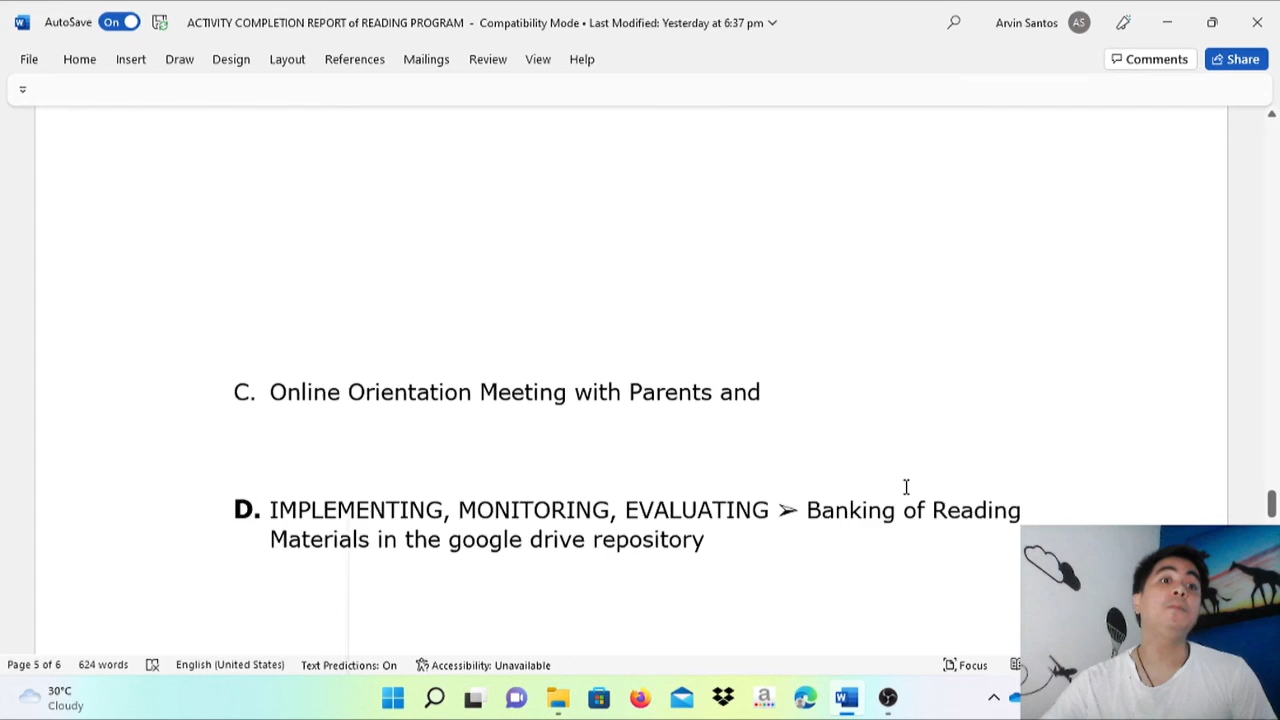 AutoSave On ACTIVITY COMPLETION REPORT of READING PROGRAM - Compatibility Mode • Last Modified: Yesterday at 6:37 pm Arvin Santos AS
File Home Insert Draw Design Layout References Mailings Review View Help Comments Share
C. Online Orientation Meeting with Parents and
D. IMPLEMENTING, MONITORING, EVALUATING ➢ Banking of Reading
Materials in the google drive repository
Page 5 of 6 624 words English (United States) Text Predictions: On Accessibility: Unavailable Focus
30°C
Cloudy